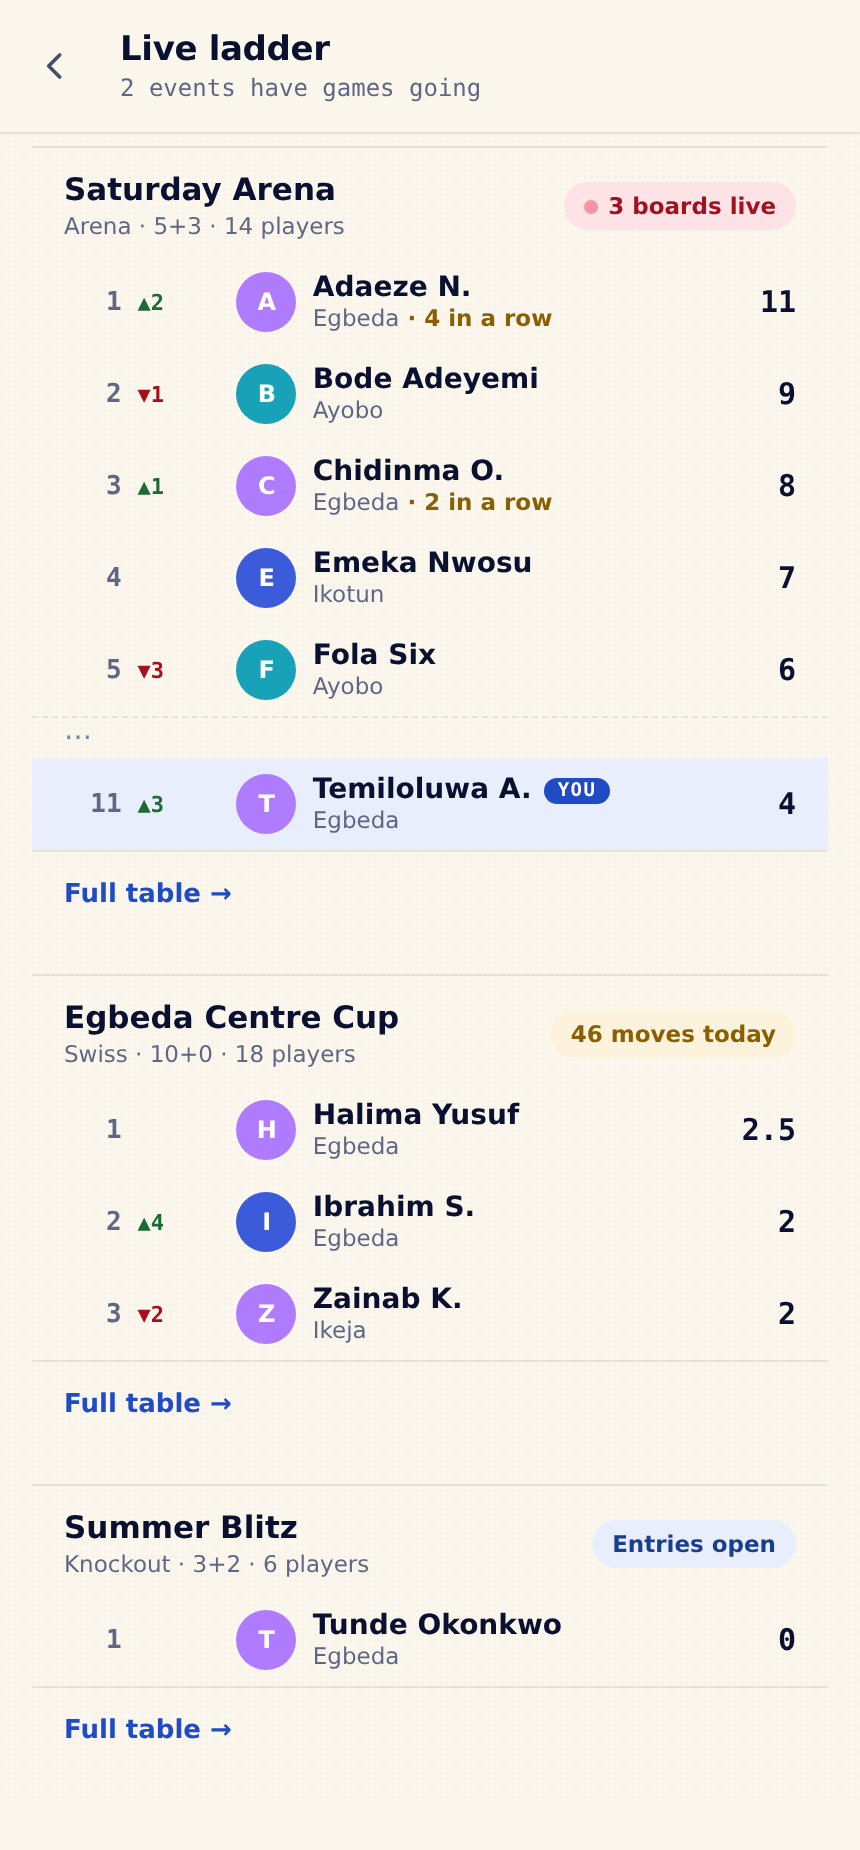 Live ladder
2 events have games going
Saturday Arena
Arena · 5+3 · 14 players
3 boards live
1 ▲2 A Adaeze N. 11
Egbeda · 4 in a row
2 ▼1 B Bode Adeyemi 9
Ayobo
3 ▲1 C Chidinma O. 8
Egbeda · 2 in a row
4 E Emeka Nwosu 7
Ikotun
5 ▼3 F Fola Six 6
Ayobo
...
11 ▲3 T Temiloluwa A. YOU 4
Egbeda
Full table →
Egbeda Centre Cup
Swiss · 10+0 · 18 players
46 moves today
1 H Halima Yusuf 2.5
Egbeda
2 ▲4 I Ibrahim S. 2
Egbeda
3 ▼2 Z Zainab K. 2
Ikeja
Full table →
Summer Blitz
Knockout · 3+2 · 6 players
Entries open
1 T Tunde Okonkwo 0
Egbeda
Full table →